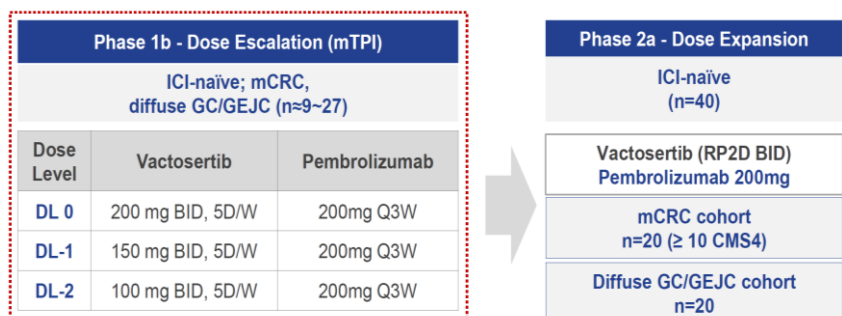 Phase 1b - Dose Escalation (mTPI)
ICI-naïve; mCRC,
diffuse GC/GEJC (n≈9~27)
Dose Level Vactosertib Pembrolizumab
DL 0 200 mg BID, 5D/W 200mg Q3W
DL-1 150 mg BID, 5D/W 200mg Q3W
DL-2 100 mg BID, 5D/W 200mg Q3W
Phase 2a - Dose Expansion
ICI-naïve
(n=40)
Vactosertib (RP2D BID)
Pembrolizumab 200mg
mCRC cohort
n=20 (≥ 10 CMS4)
Diffuse GC/GEJC cohort
n=20